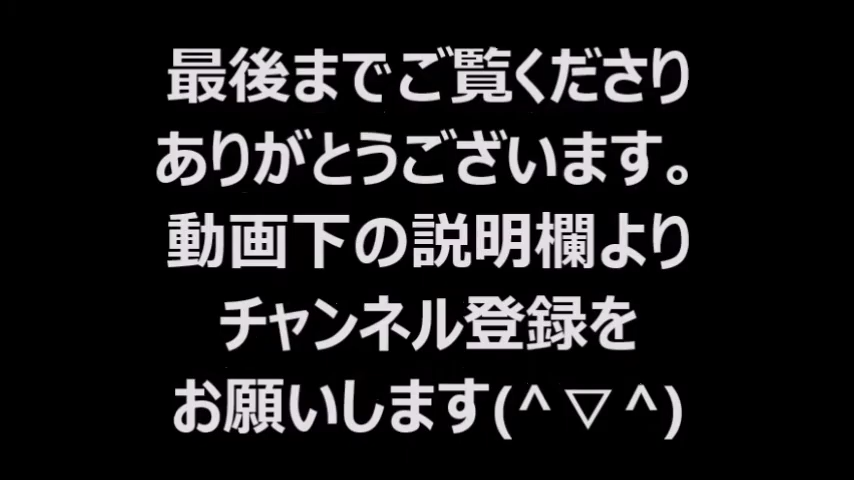 最後までご覧くださり
ありがとうございます。
動画下の説明欄より
チャンネル登録を
お願いします(^▽^)